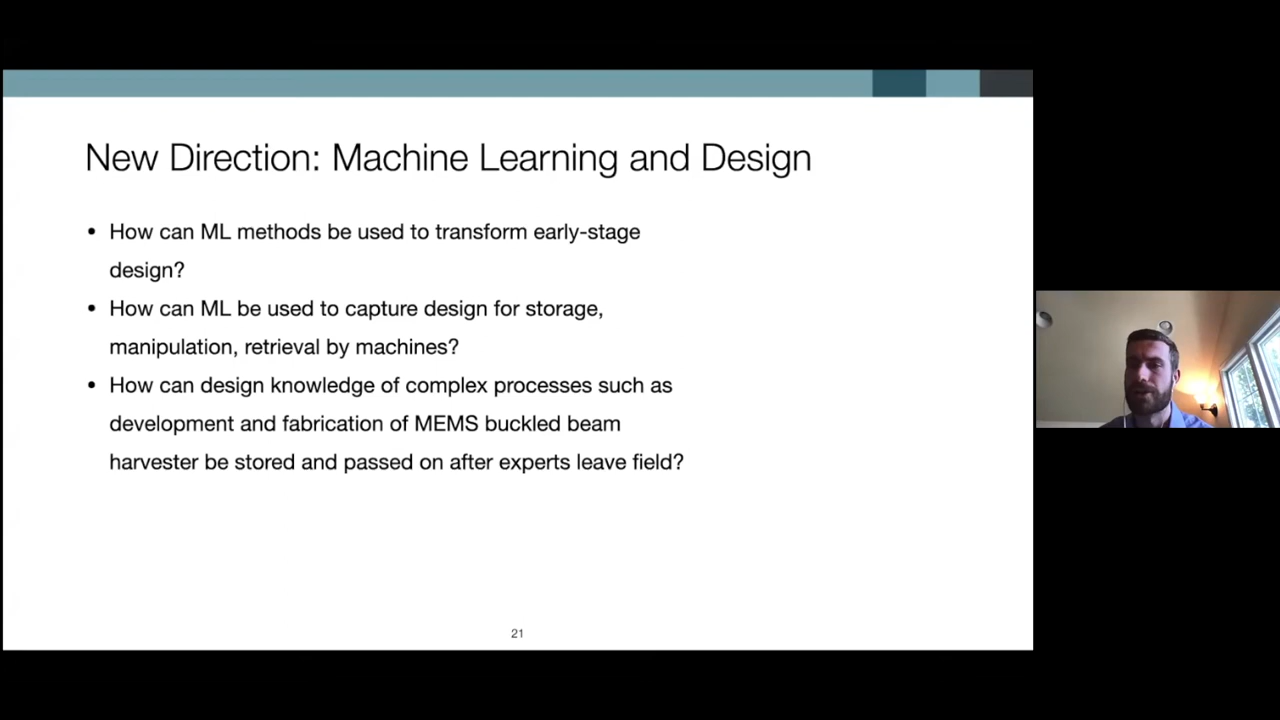 New Direction: Machine Learning and Design
• How can ML methods be used to transform early-stage
design?
• How can ML be used to capture design for storage,
manipulation, retrieval by machines?
• How can design knowledge of complex processes such as
development and fabrication of MEMS buckled beam
harvester be stored and passed on after experts leave field?
21